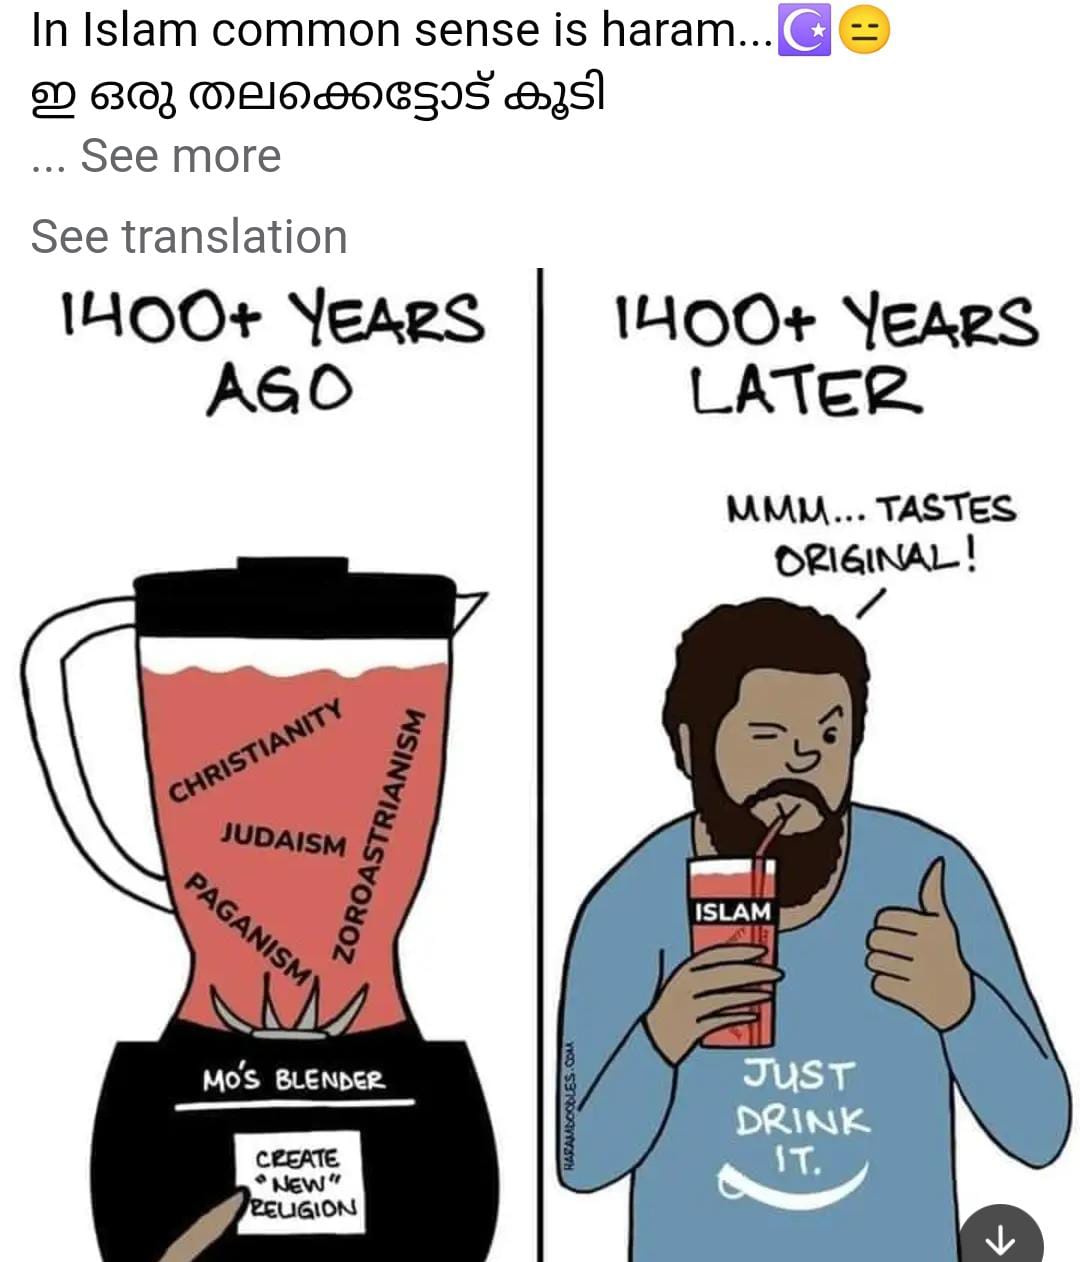 In Islam common sense is haram...☪️😑
ഇ ഒരു തലക്കെട്ടോട് കൂടി
... See more
See translation
1400+ YEARS
AGO
CHRISTIANITY
JUDAISM
ZOROASTRIANISM
PAGANISM
MO'S BLENDER
CREATE
"NEW"
RELIGION
1400+ YEARS
LATER
MMM... TASTES
ORIGINAL!
ISLAM
JUST
DRINK
IT.
HARAMDOODLES.COM